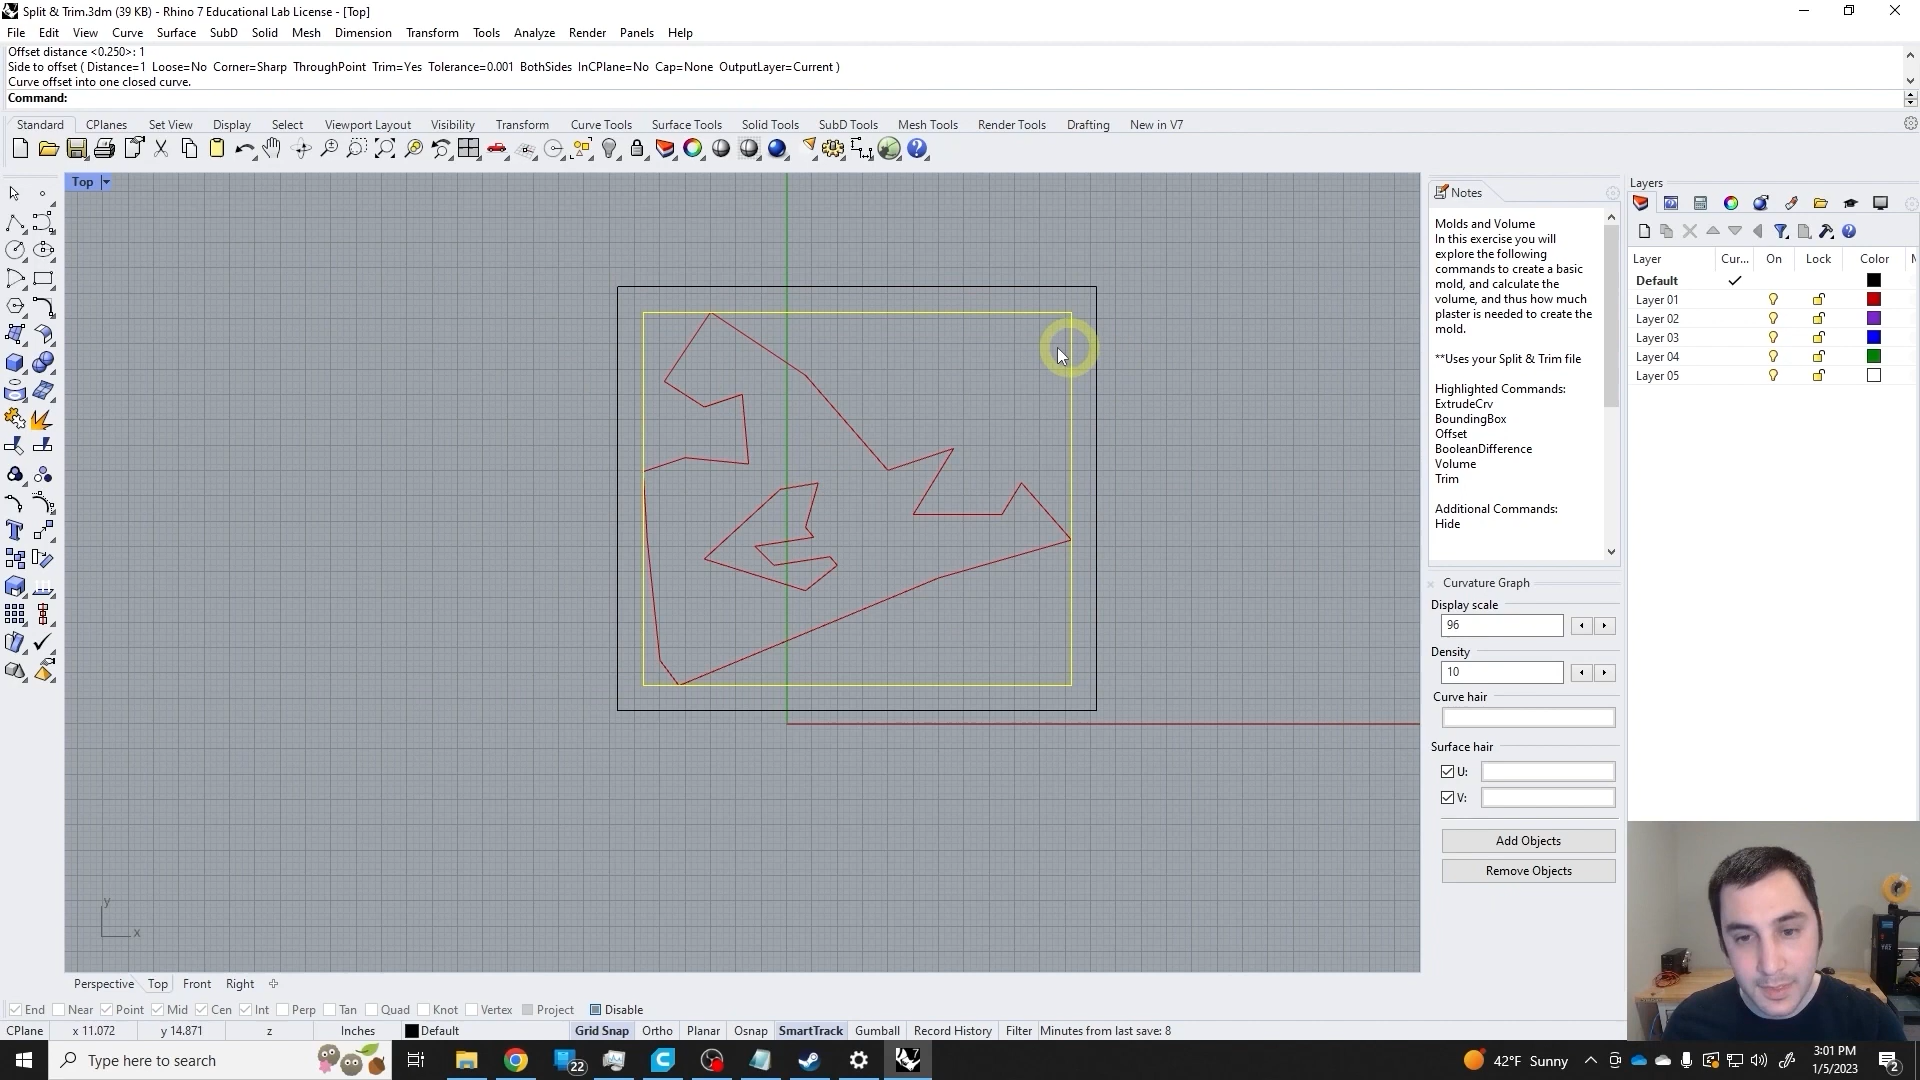 Split & Trim.3dm (39 KB) - Rhino 7 Educational Lab License - [Top]
File Edit View Curve Surface SubD Solid Mesh Dimension Transform Tools Analyze Render Panels Help
Offset distance <0.250>: 1
Side to offset ( Distance=1 Loose=No Corner=Sharp ThroughPoint Trim=Yes Tolerance=0.001 BothSides InCPlane=No Cap=None OutputLayer=Current )
Curve offset into one closed curve.
Command:
Standard CPlanes Set View Display Select Viewport Layout Visibility Transform Curve Tools Surface Tools Solid Tools SubD Tools Mesh Tools Render Tools Drafting New in V7
Top
Notes
Molds and Volume
In this exercise you will
explore the following
commands to create a basic
mold, and calculate the
volume, and thus how much
plaster is needed to create the
mold.
**Uses your Split & Trim file
Highlighted Commands:
ExtrudeCrv
BoundingBox
Offset
BooleanDifference
Volume
Trim
Additional Commands:
Hide
Curvature Graph
Display scale
96
Density
10
Curve hair
Surface hair
U:
V:
Add Objects
Remove Objects
Layers
Layer Cur... On Lock Color
Default
Layer 01
Layer 02
Layer 03
Layer 04
Layer 05
y
x
Perspective Top Front Right
End Near Point Mid Cen Int Perp Tan Quad Knot Vertex Project Disable
CPlane x 11.072 y 14.871 z Inches Default Grid Snap Ortho Planar Osnap SmartTrack Gumball Record History Filter Minutes from last save: 8
Type here to search
22
42°F Sunny
3:01 PM
1/5/2023
2